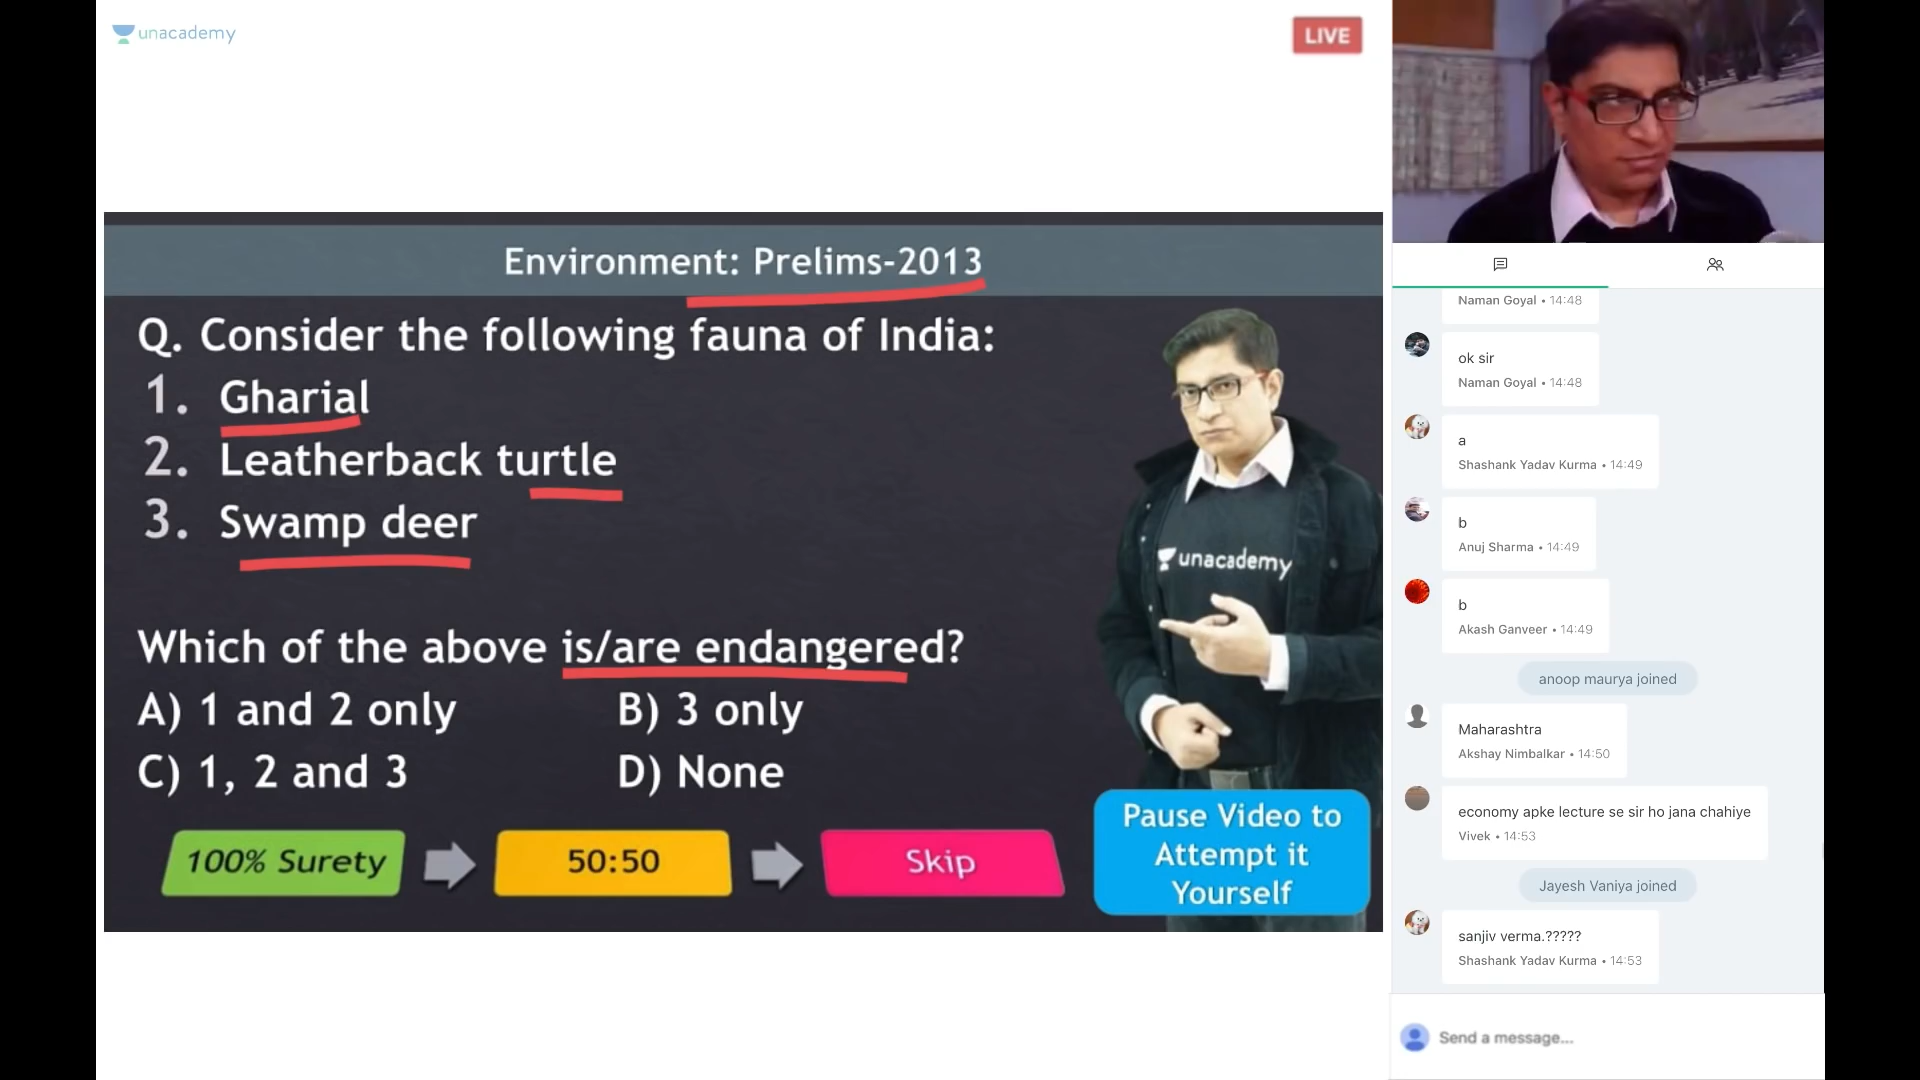 unacademy
LIVE
Environment: Prelims-2013
Q. Consider the following fauna of India:
1. Gharial
2. Leatherback turtle
3. Swamp deer
unacademy
Which of the above is/are endangered?
A) 1 and 2 only
B) 3 only
C) 1, 2 and 3
D) None
100% Surety
50:50
Skip
Pause Video to
Attempt it
Yourself
Naman Goyal • 14:48
ok sir
Naman Goyal • 14:48
a
Shashank Yadav Kurma • 14:49
b
Anuj Sharma • 14:49
b
Akash Ganveer • 14:49
anoop maurya joined
Maharashtra
Akshay Nimbalkar • 14:50
economy apke lecture se sir ho jana chahiye
Vivek • 14:53
Jayesh Vaniya joined
sanjiv verma.?????
Shashank Yadav Kurma • 14:53
Send a message...